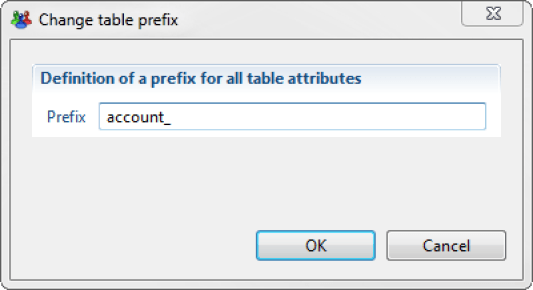 Change table prefix
Definition of a prefix for all table attributes
Prefix account_
OK Cancel